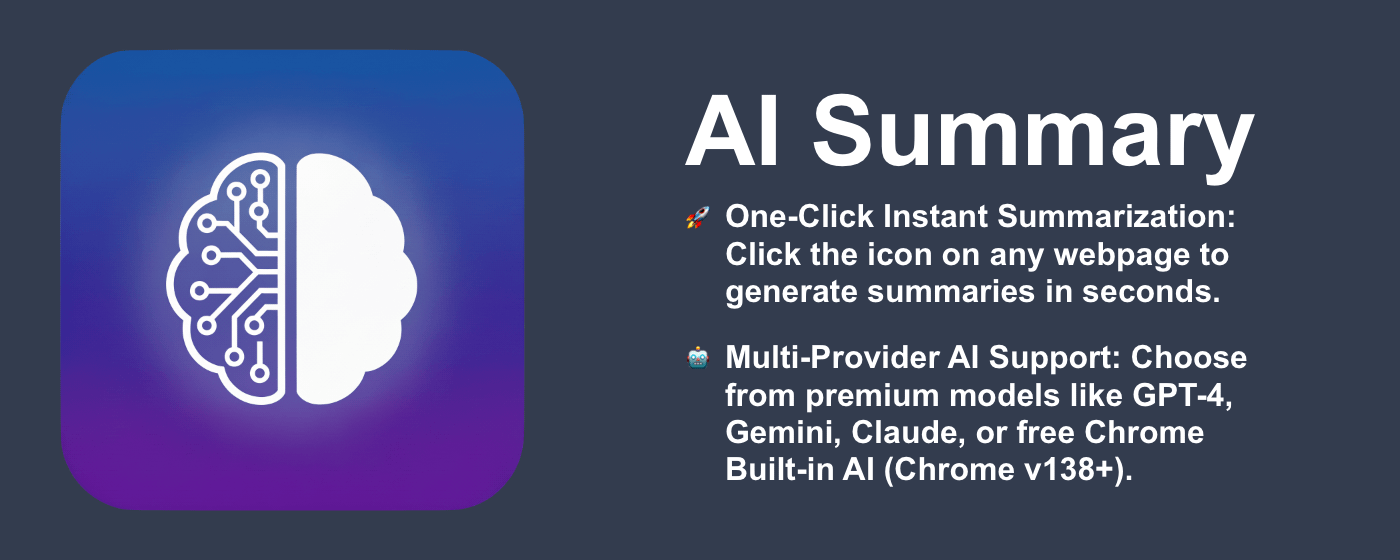 AI Summary
🚀 One-Click Instant Summarization:
Click the icon on any webpage to
generate summaries in seconds.
🤖 Multi-Provider AI Support: Choose
from premium models like GPT-4,
Gemini, Claude, or free Chrome
Built-in AI (Chrome v138+).